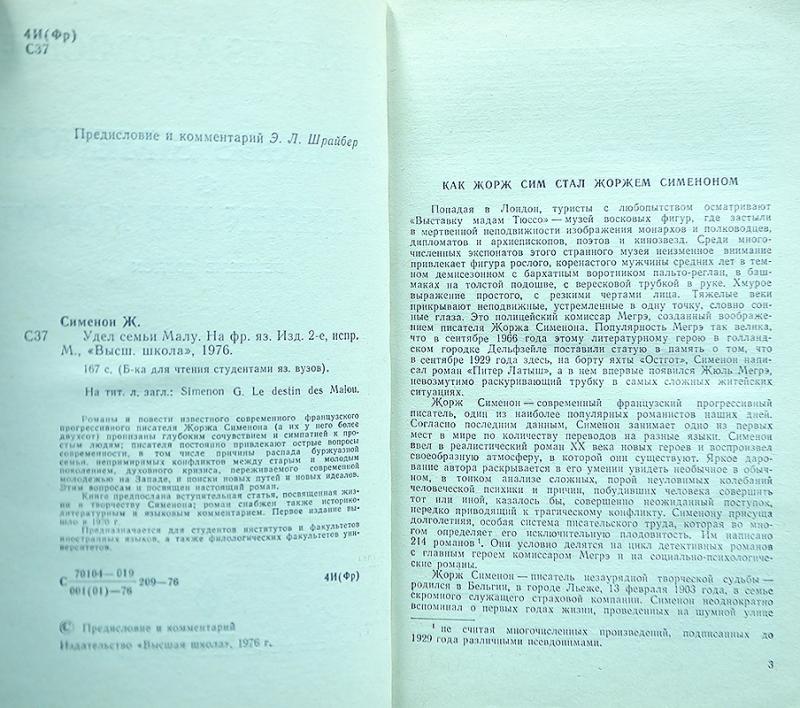 4И(Фр)
С37
Предисловие и комментарий Э. Л. Шрайбер
Сименон Ж.
С37 Удел семьи Малу. На фр. яз. Изд. 2-е, испр.
М., «Высш. школа», 1976.
167 с. (Б-ка для чтения студентами яз. вузов).
На тит. л. загл.: Simenon G. Le destin des Malou.
Романы и повести известного современного французского
прогрессивного писателя Жоржа Сименона (а их у него более
двухсот) пронизаны глубоким сочувствием и симпатией к про-
стым людям; писателя постоянно привлекают острые вопросы
современности, в том числе причины распада буржуазной
семьи, непримиримых конфликтов между старым и молодым
поколением, духовного кризиса, переживаемого современной
молодежью на Западе, и поиски новых путей и новых идеалов.
Этим вопросам и посвящен настоящий роман.
Книге предпослана вступительная статья, посвященная жиз-
ни и творчеству Сименона; роман снабжен также историко-
литературным и языковым комментарием. Первое издание вы-
шло в 1970 г.
Предназначается для студентов институтов и факультетов
иностранных языков, а также филологических факультетов уни-
верситетов.
С 70104—019
001(01)—76 209—76 4И(Фр)
© Предисловие и комментарий
Издательство «Высшая школа», 1976 г.
КАК ЖОРЖ СИМ СТАЛ ЖОРЖЕМ СИМЕНОНОМ
Попадая в Лондон, туристы с любопытством осматривают
«Выставку мадам Тюссо» — музей восковых фигур, где застыли
в мертвенной неподвижности изображения монархов и полководцев,
дипломатов и архиепископов, поэтов и кинозвезд. Среди много-
численных экспонатов этого странного музея неизменное внимание
привлекает фигура рослого, коренастого мужчины средних лет в тем-
ном демисезонном с бархатным воротником пальто-реглан, в баш-
маках на толстой подошве, с вересковой трубкой в руке. Хмурое
выражение простого, с резкими чертами лица. Тяжелые веки
прикрывают неподвижные, устремленные в одну точку, словно сон-
ные глаза. Это полицейский комиссар Мегрэ, созданный воображе-
нием писателя Жоржа Сименона. Популярность Мегрэ так велика,
что в сентябре 1966 года этому литературному герою в голланд-
ском городке Дельфзейле поставили статую в память о том, что
в сентябре 1929 года здесь, на борту яхты «Остгот», Сименон напи-
сал роман «Питер Латыш», а в нем впервые появился Жюль Мегрэ,
невозмутимо раскуривающий трубку в самых сложных житейских
ситуациях.
Жорж Сименон — современный французский прогрессивный
писатель, один из наиболее популярных романистов наших дней.
Согласно последним данным, Сименон занимает одно из первых
мест в мире по количеству переводов на разные языки. Сименон
ввел в реалистический роман XX века новых героев и воспроизвел
своеобразную атмосферу, в которой они существуют. Яркое даро-
вание автора раскрывается в его умении увидеть необычное в обыч-
ном, в тонком анализе сложных, порой неуловимых колебаний
человеческой психики и причин, побудивших человека совершить
тот или иной, казалось бы, совершенно неожиданный поступок,
нередко приводящий к трагическому конфликту. Сименону присуща
долголетняя, особая система писательского труда, которая во мно-
гом определяет его исключительную плодовитость. Им написано
214 романов¹. Они условно делятся на цикл детективных романов
с главным героем комиссаром Мегрэ и на социально-психологиче-
ские романы.
Жорж Сименон — писатель незаурядной творческой судьбы —
родился в Бельгии, в городе Льеже, 13 февраля 1903 года, в семье
скромного служащего страховой компании. Сименон неоднократно
вспоминал о первых годах жизни, проведенных на шумной улице
¹ не считая многочисленных произведений, подписанных до
1929 года различными псевдонимами.
3